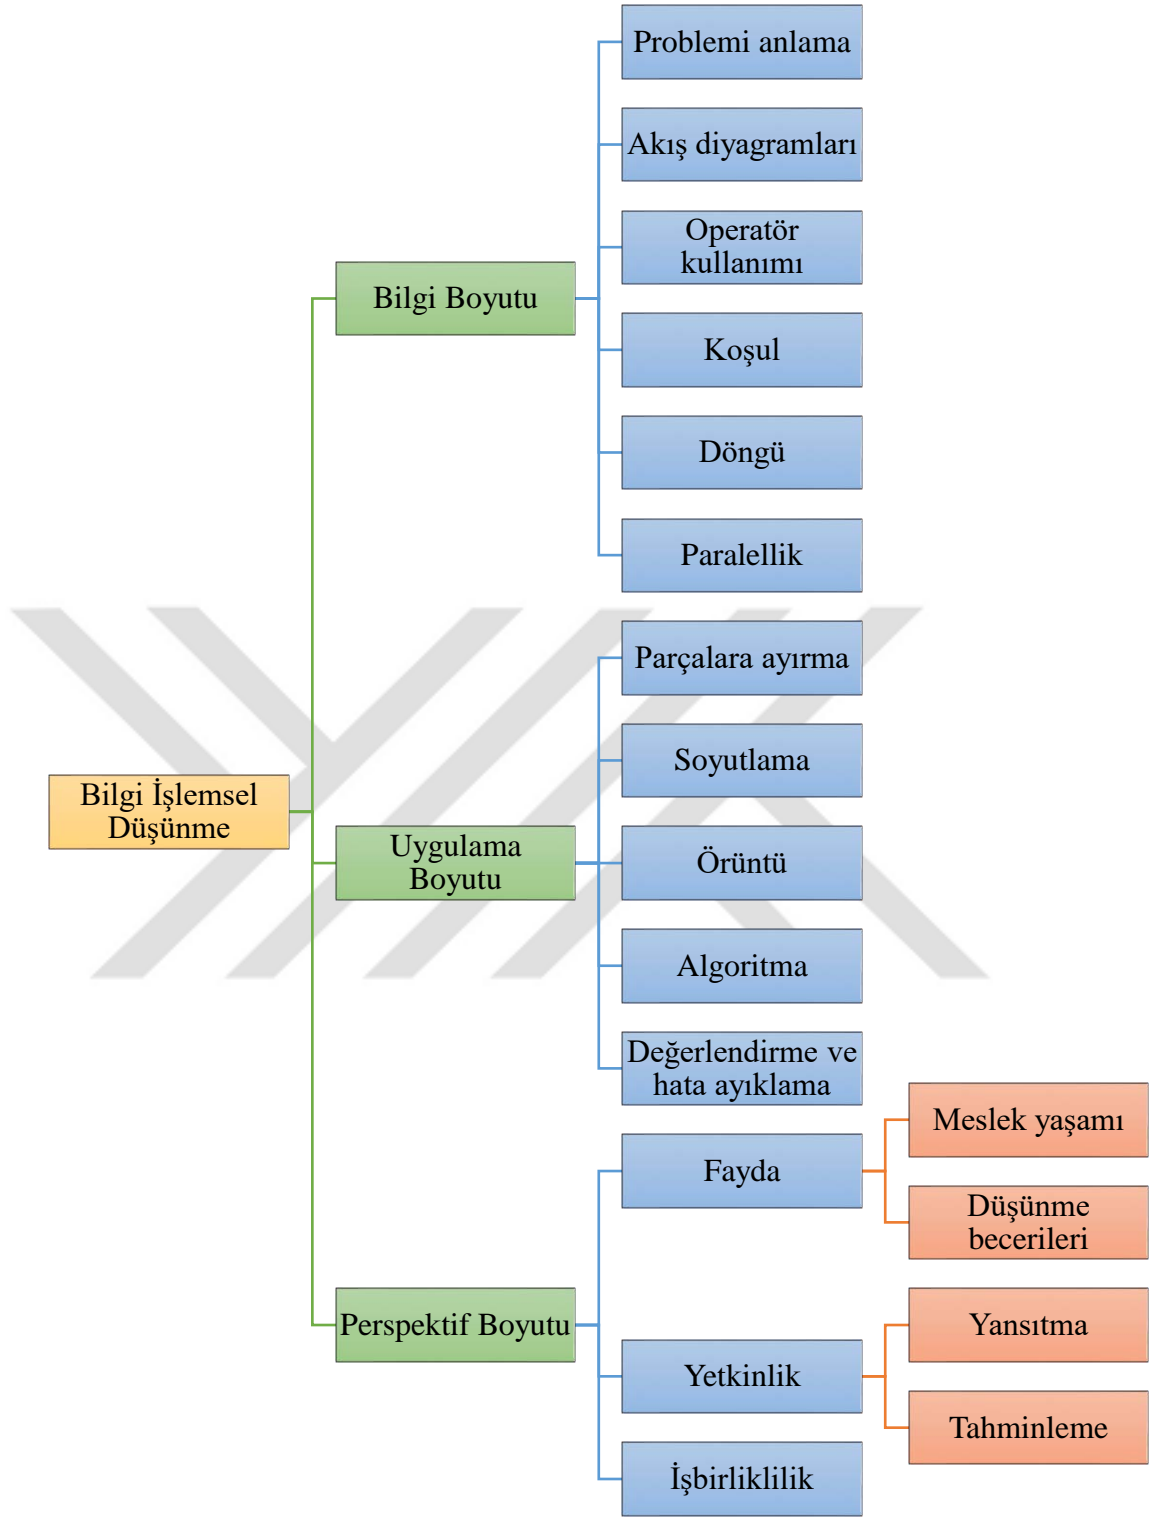 Bilgi İşlemsel
Düşünme
Bilgi Boyutu
Problemi anlama
Akış diyagramları
Operatör
kullanımı
Koşul
Döngü
Paralellik
Uygulama
Boyutu
Parçalara ayırma
Soyutlama
Örüntü
Algoritma
Değerlendirme ve
hata ayıklama
Perspektif Boyutu
Fayda
Meslek yaşamı
Düşünme
becerileri
Yetkinlik
Yansıtma
Tahminleme
İşbirliklilik